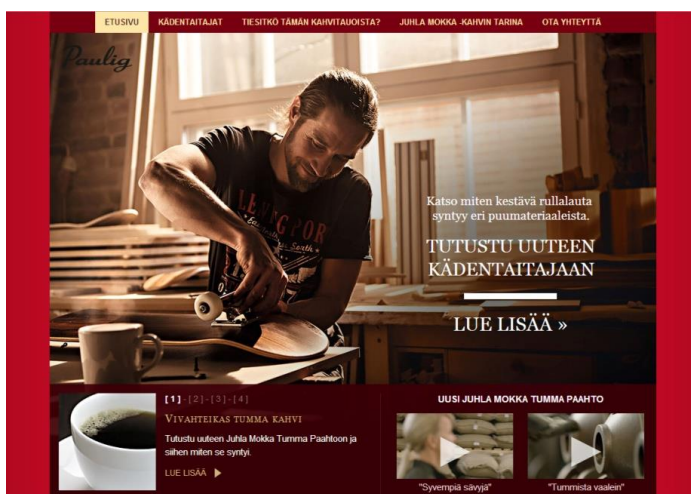 ETUSIVU KÄDENTAITAJAT TIESITKÖ TÄMÄN KAHVITAUOISTA? JUHLA MOKKA -KAHVIN TARINA OTA YHTEYTTÄ
Paulig
Katso miten kestävä rullalauta
syntyy eri puumateriaaleista.
TUTUSTU UUTEEN
KÄDENTAITAJAAN
LUE LISÄÄ »
[1]-[2]-[3]-[4]
VIVAHTEIKAS TUMMA KAHVI
Tutustu uuteen Juhla Mokka Tumma Paahtoon ja
siihen miten se syntyi.
LUE LISÄÄ
UUSI JUHLA MOKKA TUMMA PAAHTO
"Syvempiä sävyjä" "Tummista vaalein"